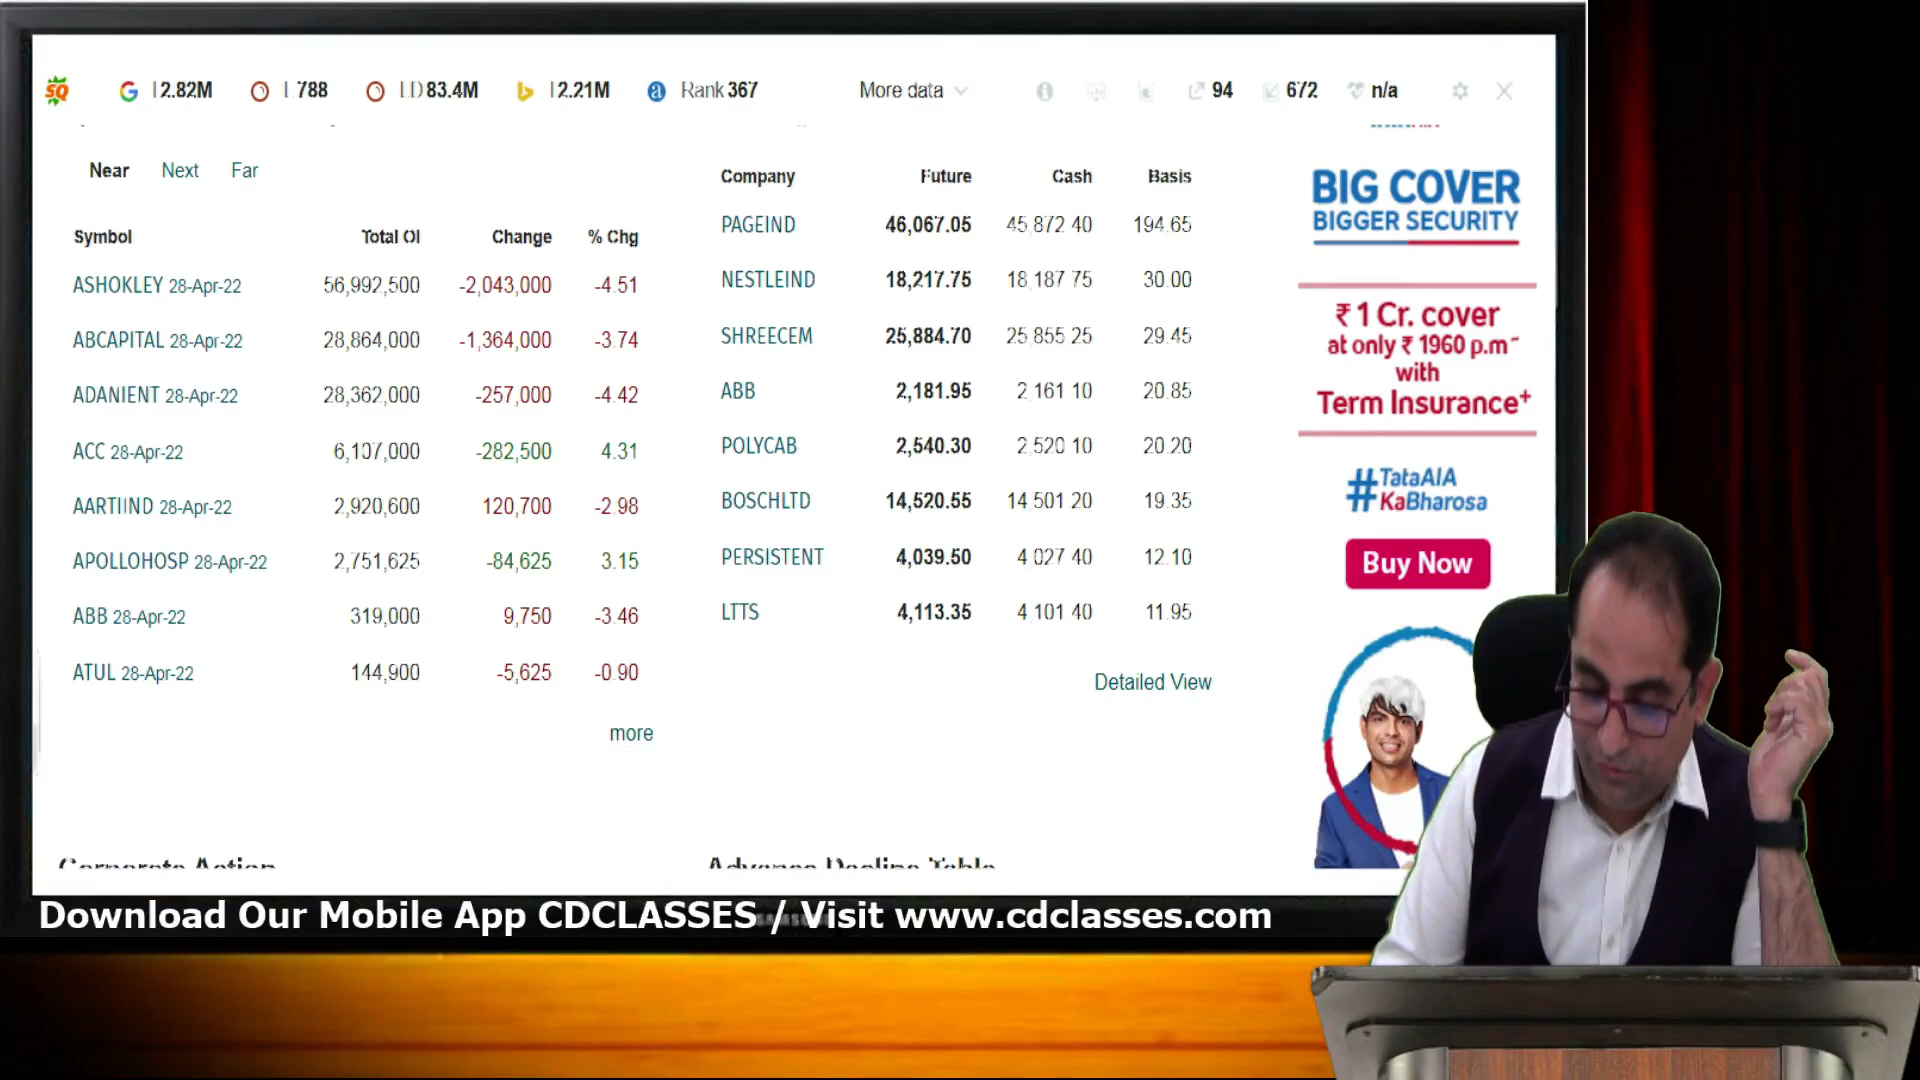 SQ I 2.82M L 788 LD 83.4M I 2.21M Rank 367 More data 94 672 n/a
Near Next Far
Symbol Total OI Change % Chg
ASHOKLEY 28-Apr-22 56,992,500 -2,043,000 -4.51
ABCAPITAL 28-Apr-22 28,864,000 -1,364,000 -3.74
ADANIENT 28-Apr-22 28,362,000 -257,000 -4.42
ACC 28-Apr-22 6,137,000 -282,500 4.31
AARTIIND 28-Apr-22 2,920,600 120,700 -2.98
APOLLOHOSP 28-Apr-22 2,751,625 -84,625 3.15
ABB 28-Apr-22 319,000 9,750 -3.46
ATUL 28-Apr-22 144,900 -5,625 -0.90
more
Company Future Cash Basis
PAGEIND 46,067.05 45,872 40 194.65
NESTLEIND 18,217.75 18,187 75 30.00
SHREECEM 25,884.70 25,855 25 29.45
ABB 2,181.95 2,161 10 20.85
POLYCAB 2,540.30 2,520 10 20.20
BOSCHLTD 14,520.55 14 501 20 19.35
PERSISTENT 4,039.50 4 027 40 12.10
LTTS 4,113.35 4 101 40 11.95
Detailed View
BIG COVER
BIGGER SECURITY
₹ 1 Cr. cover
at only ₹ 1960 p.m~
with
Term Insurance+
#TataAIA
KaBharosa
Buy Now
Corporate Action
Advance Decline Table
Download Our Mobile App CDCLASSES / Visit www.cdclasses.com